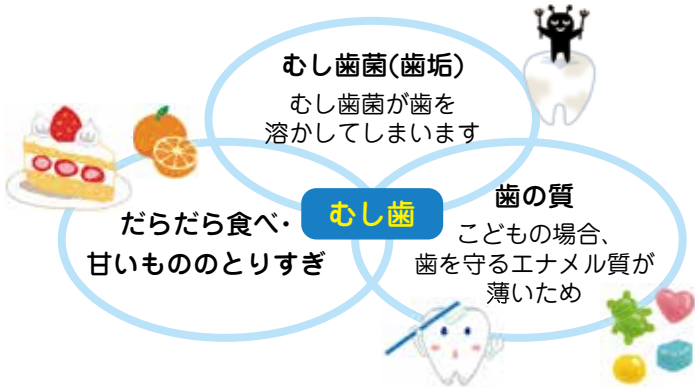 むし歯菌(歯垢)
むし歯菌が歯を
溶かしてしまいます
むし歯
だらだら食べ・
甘いもののとりすぎ
歯の質
こどもの場合、
歯を守るエナメル質が
薄いため